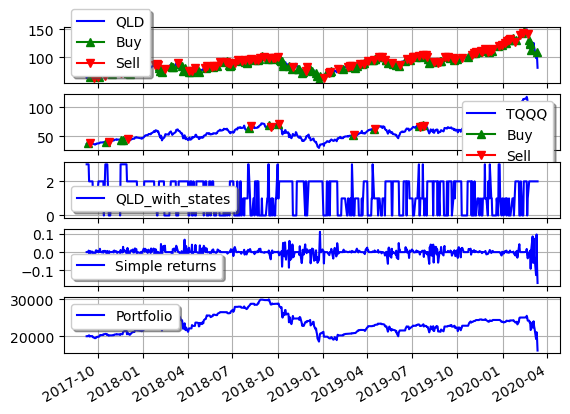 150
100
QLD
Buy
Sell
100
50
TQQQ
Buy
Sell
2
0
QLD_with_states
0.1
0.0
−0.1
Simple returns
30000
20000
Portfolio
2017-10
2018-01
2018-04
2018-07
2018-10
2019-01
2019-04
2019-07
2019-10
2020-01
2020-04